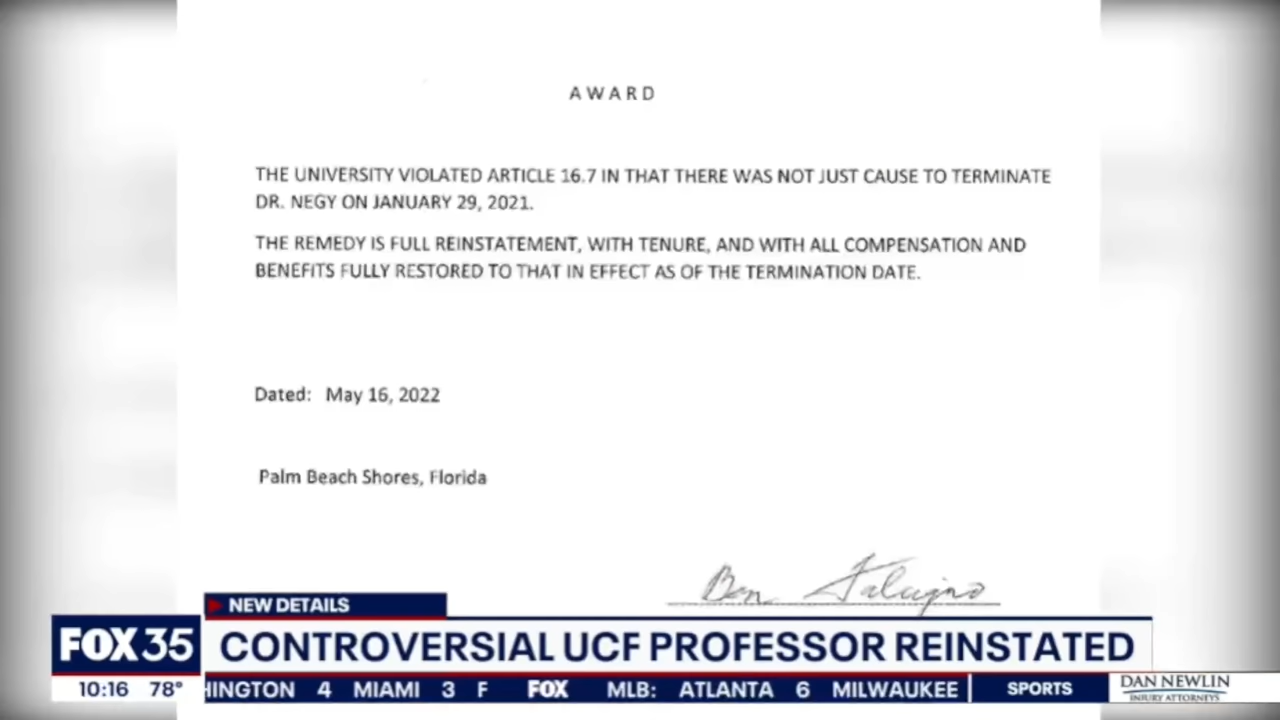 AWARD
THE UNIVERSITY VIOLATED ARTICLE 16.7 IN THAT THERE WAS NOT JUST CAUSE TO TERMINATE
DR. NEGY ON JANUARY 29, 2021.
THE REMEDY IS FULL REINSTATEMENT, WITH TENURE, AND WITH ALL COMPENSATION AND
BENEFITS FULLY RESTORED TO THAT IN EFFECT AS OF THE TERMINATION DATE.
Dated: May 16, 2022
Palm Beach Shores, Florida
Ben Falcigno
NEW DETAILS
FOX 35
CONTROVERSIAL UCF PROFESSOR REINSTATED
10:16 78°
HINGTON 4 MIAMI 3 F FOX MLB: ATLANTA 6 MILWAUKEE
SPORTS
DAN NEWLIN
INJURY ATTORNEYS